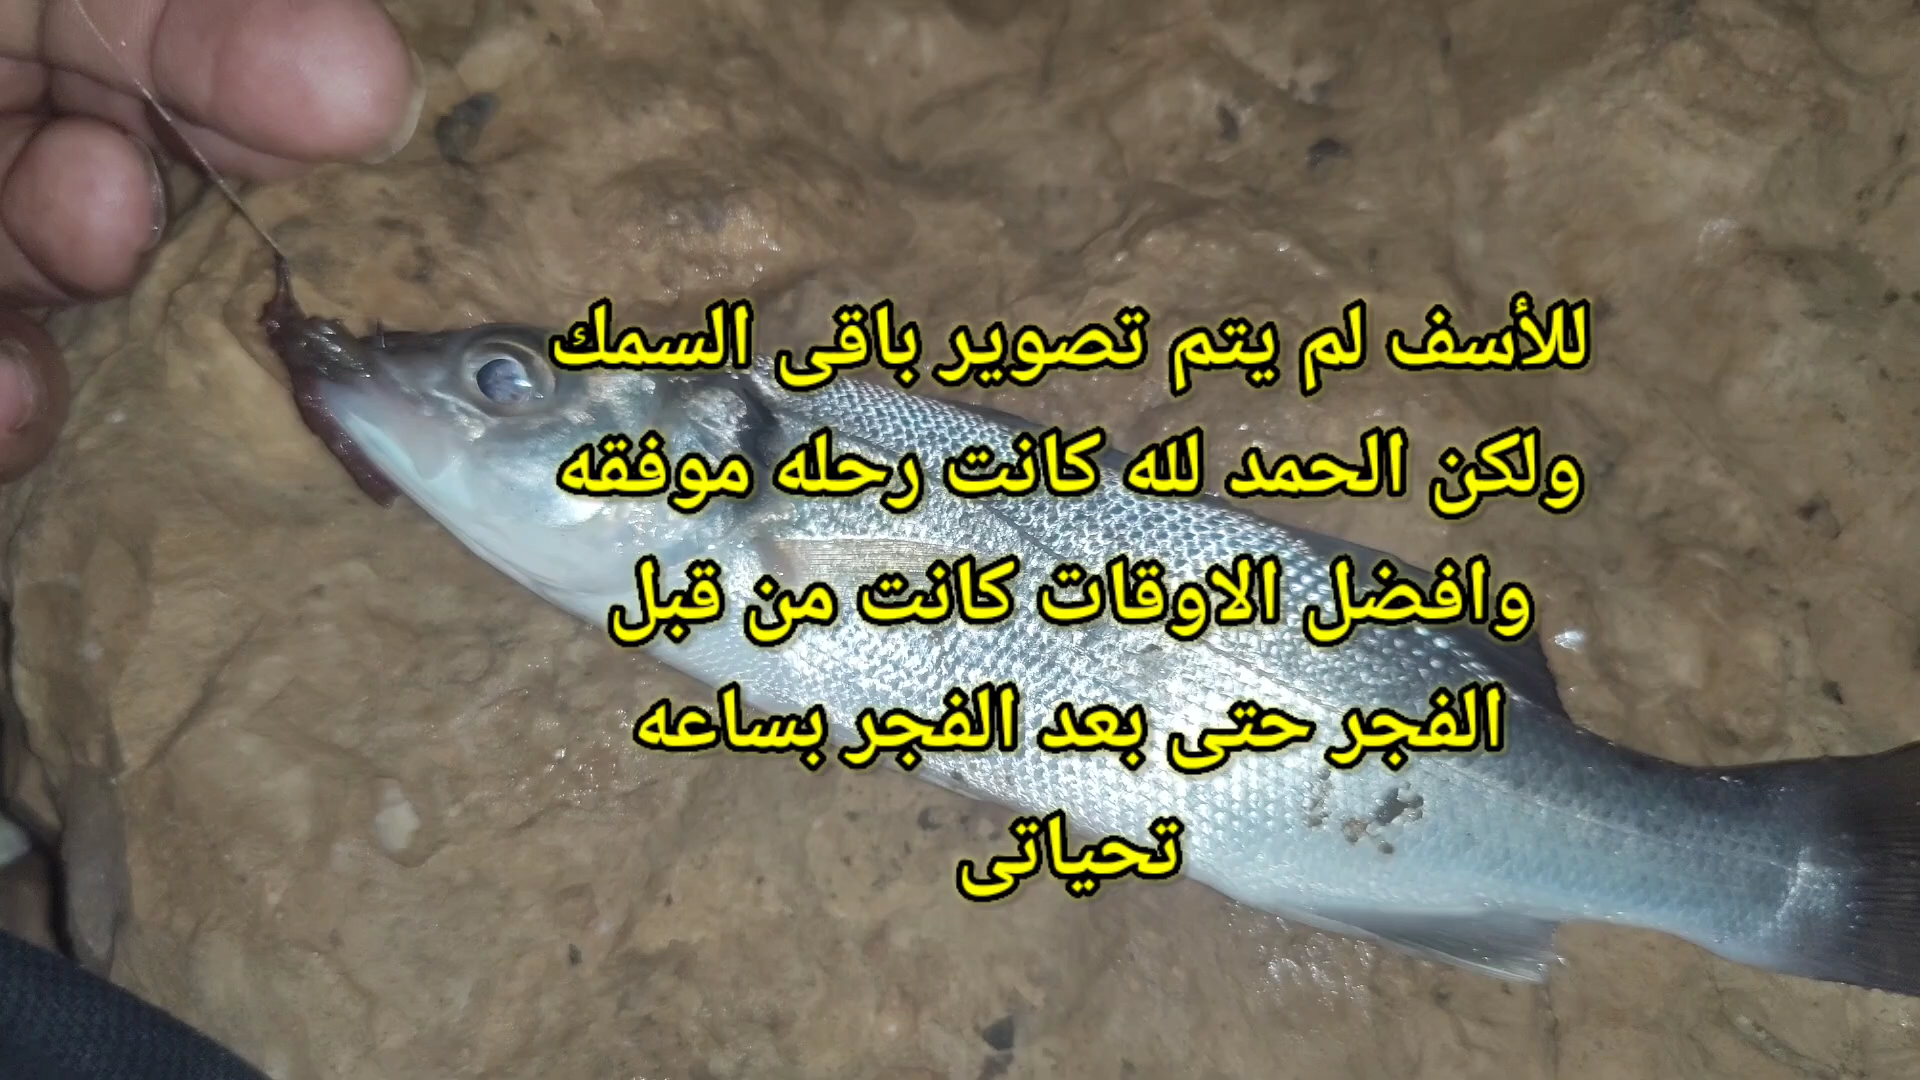 للأسف لم يتم تصوير باقى السمك
ولكن الحمد لله كانت رحله موفقه
وافضل الاوقات كانت من قبل
الفجر حتى بعد الفجر بساعه
تحياتى